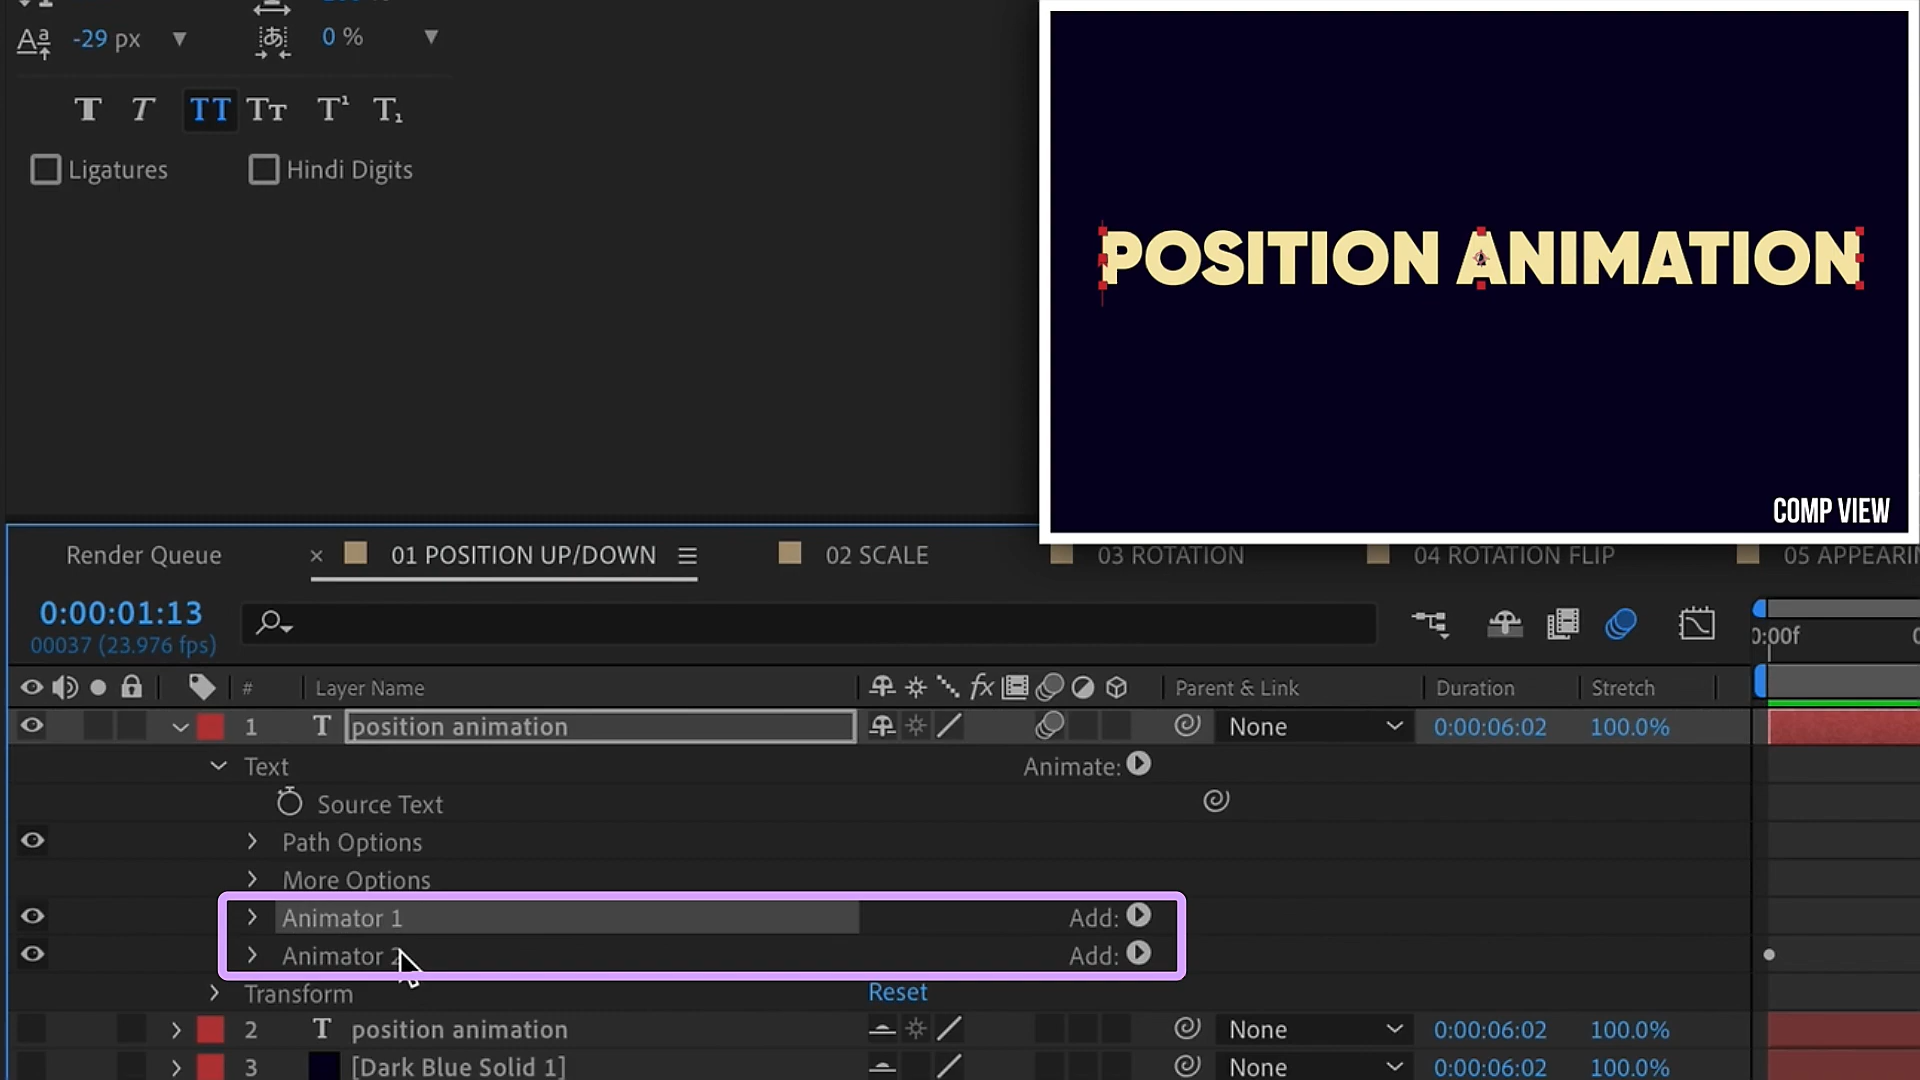 -29 px
0 %
TT
Ligatures
Hindi Digits
POSITION ANIMATION
COMP VIEW
Render Queue
01 POSITION UP/DOWN
02 SCALE
03 ROTATION
04 ROTATION FLIP
05 APPEARIN
0:00:01:13
00037 (23.976 fps)
0:00f
# Layer Name
fx
Parent & Link
Duration
Stretch
1 T position animation None 0:00:06:02 100.0%
Text
Animate:
Source Text
Path Options
More Options
Animator 1 Add:
Animator 2 Add:
Transform Reset
2 T position animation None 0:00:06:02 100.0%
3 [Dark Blue Solid 1] None 0:00:06:02 100.0%